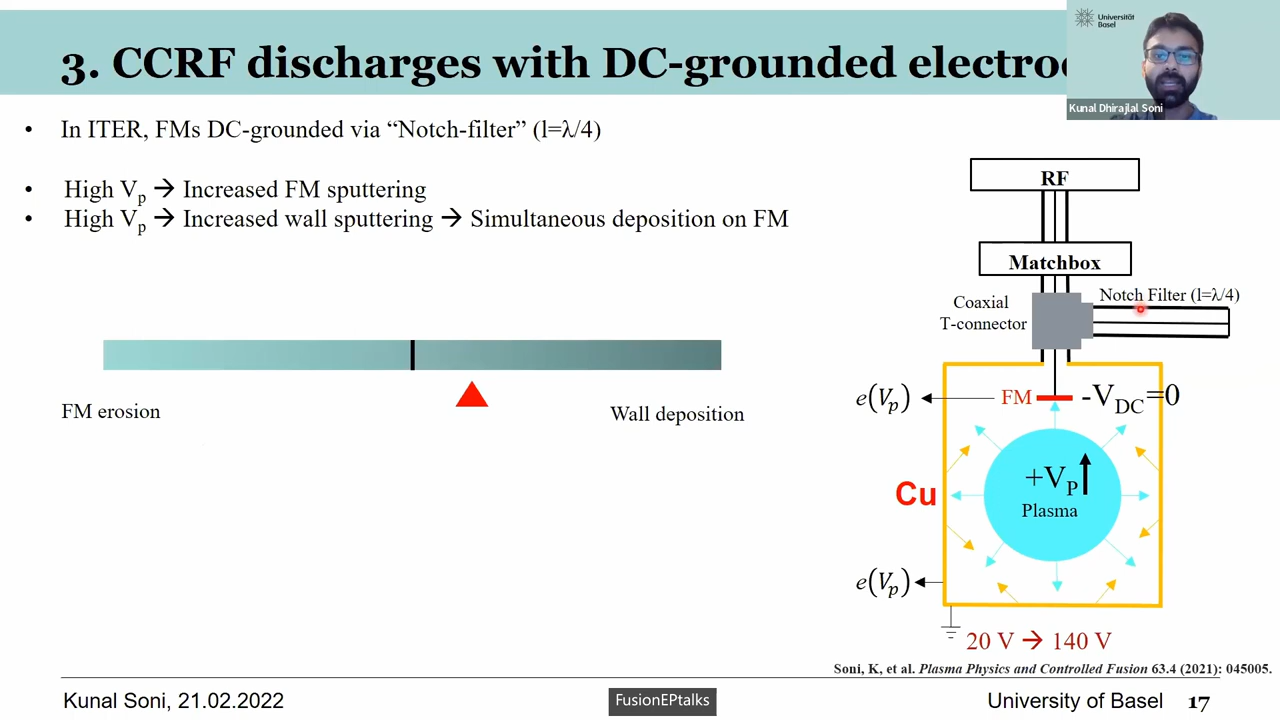 3. CCRF discharges with DC-grounded electro
Universität
Basel
Kunal Dhirajlal Soni
• In ITER, FMs DC-grounded via “Notch-filter” (l=λ/4)
• High Vp → Increased FM sputtering
• High Vp → Increased wall sputtering → Simultaneous deposition on FM
FM erosion
Wall deposition
RF
Matchbox
Coaxial
T-connector
Notch Filter (l=λ/4)
e(Vp)
FM
-VDC=0
+VP
Plasma
Cu
e(Vp)
20 V → 140 V
Soni, K, et al. Plasma Physics and Controlled Fusion 63.4 (2021): 045005.
Kunal Soni, 21.02.2022
FusionEPtalks
University of Basel 17